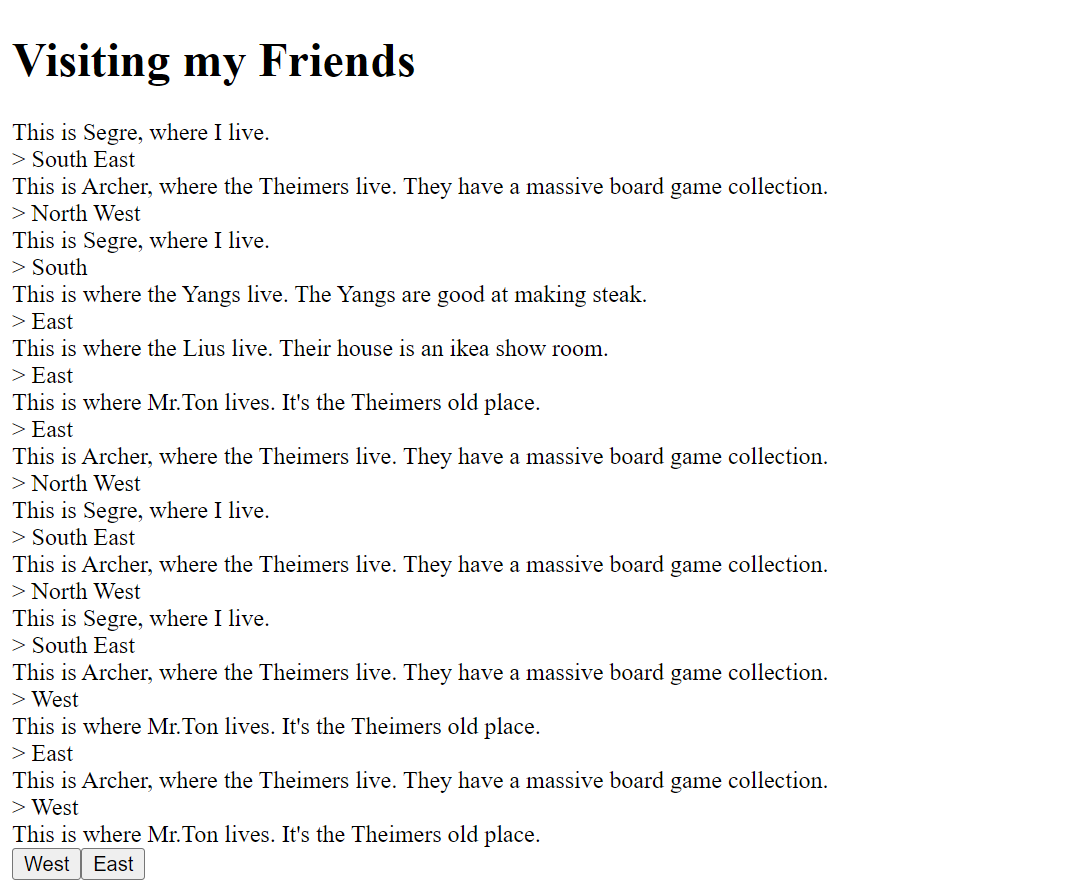 Visiting my Friends
This is Segre, where I live.
> South East
This is Archer, where the Theimers live. They have a massive board game collection.
> North West
This is Segre, where I live.
> South
This is where the Yangs live. The Yangs are good at making steak.
> East
This is where the Lius live. Their house is an ikea show room.
> East
This is where Mr.Ton lives. It's the Theimers old place.
> East
This is Archer, where the Theimers live. They have a massive board game collection.
> North West
This is Segre, where I live.
> South East
This is Archer, where the Theimers live. They have a massive board game collection.
> North West
This is Segre, where I live.
> South East
This is Archer, where the Theimers live. They have a massive board game collection.
> West
This is where Mr.Ton lives. It's the Theimers old place.
> East
This is Archer, where the Theimers live. They have a massive board game collection.
> West
This is where Mr.Ton lives. It's the Theimers old place.
West East